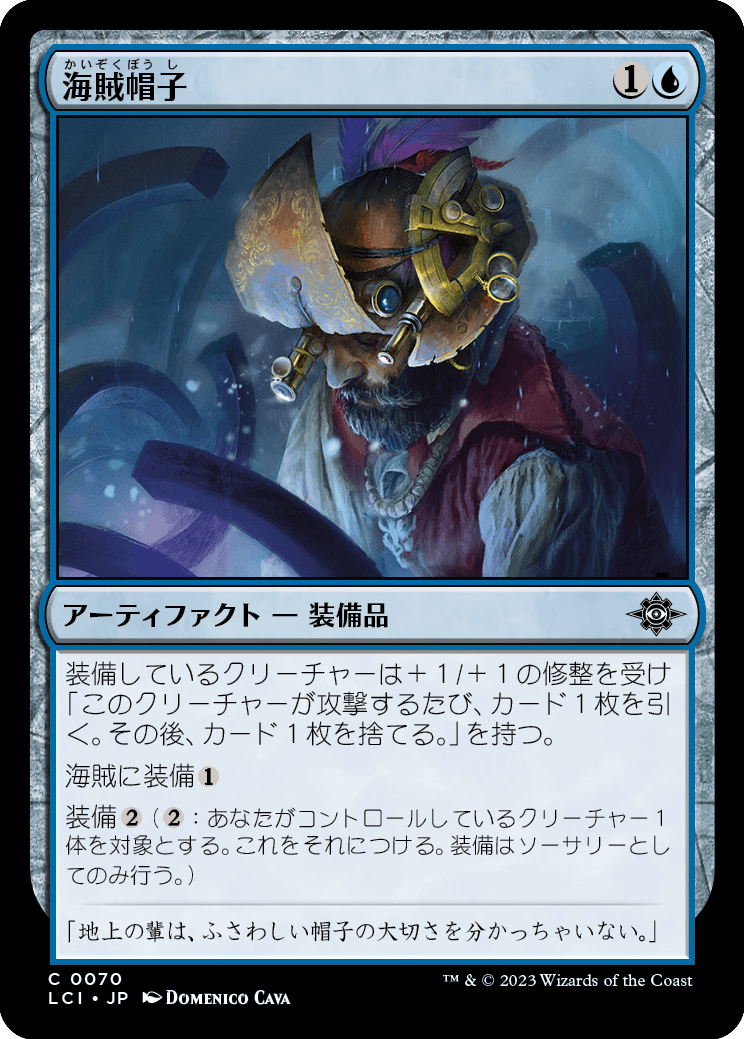 かいぞくぼうし
海賊帽子
1
アーティファクト — 装備品
装備しているクリーチャーは+1/+1の修整を受け
「このクリーチャーが攻撃するたび、カード1枚を引
く。その後、カード1枚を捨てる。」を持つ。
海賊に装備1
装備2(2:あなたがコントロールしているクリーチャー1
体を対象とする。これをそれにつける。装備はソーサリーとし
てのみ行う。)
「地上の輩は、ふさわしい帽子の大切さを分かっちゃいない。」
C 0070
LCI • JP Domenico Cava
™ & © 2023 Wizards of the Coast